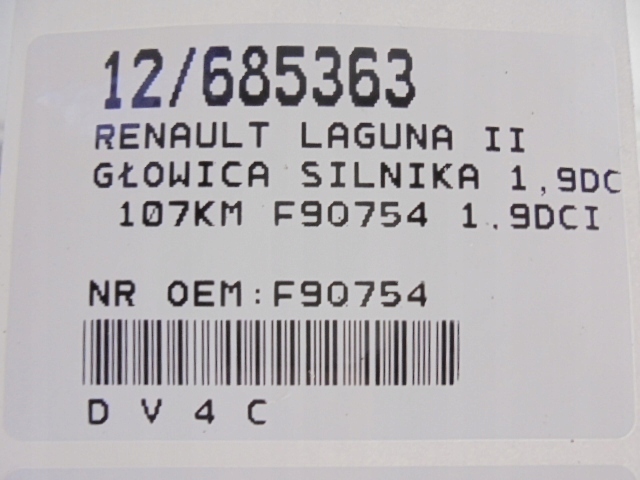 12/685363
RENAULT LAGUNA II
GŁOWICA SILNIKA 1,9DC
107KM F90754 1.9DCI
NR OEM:F90754
D V 4 C